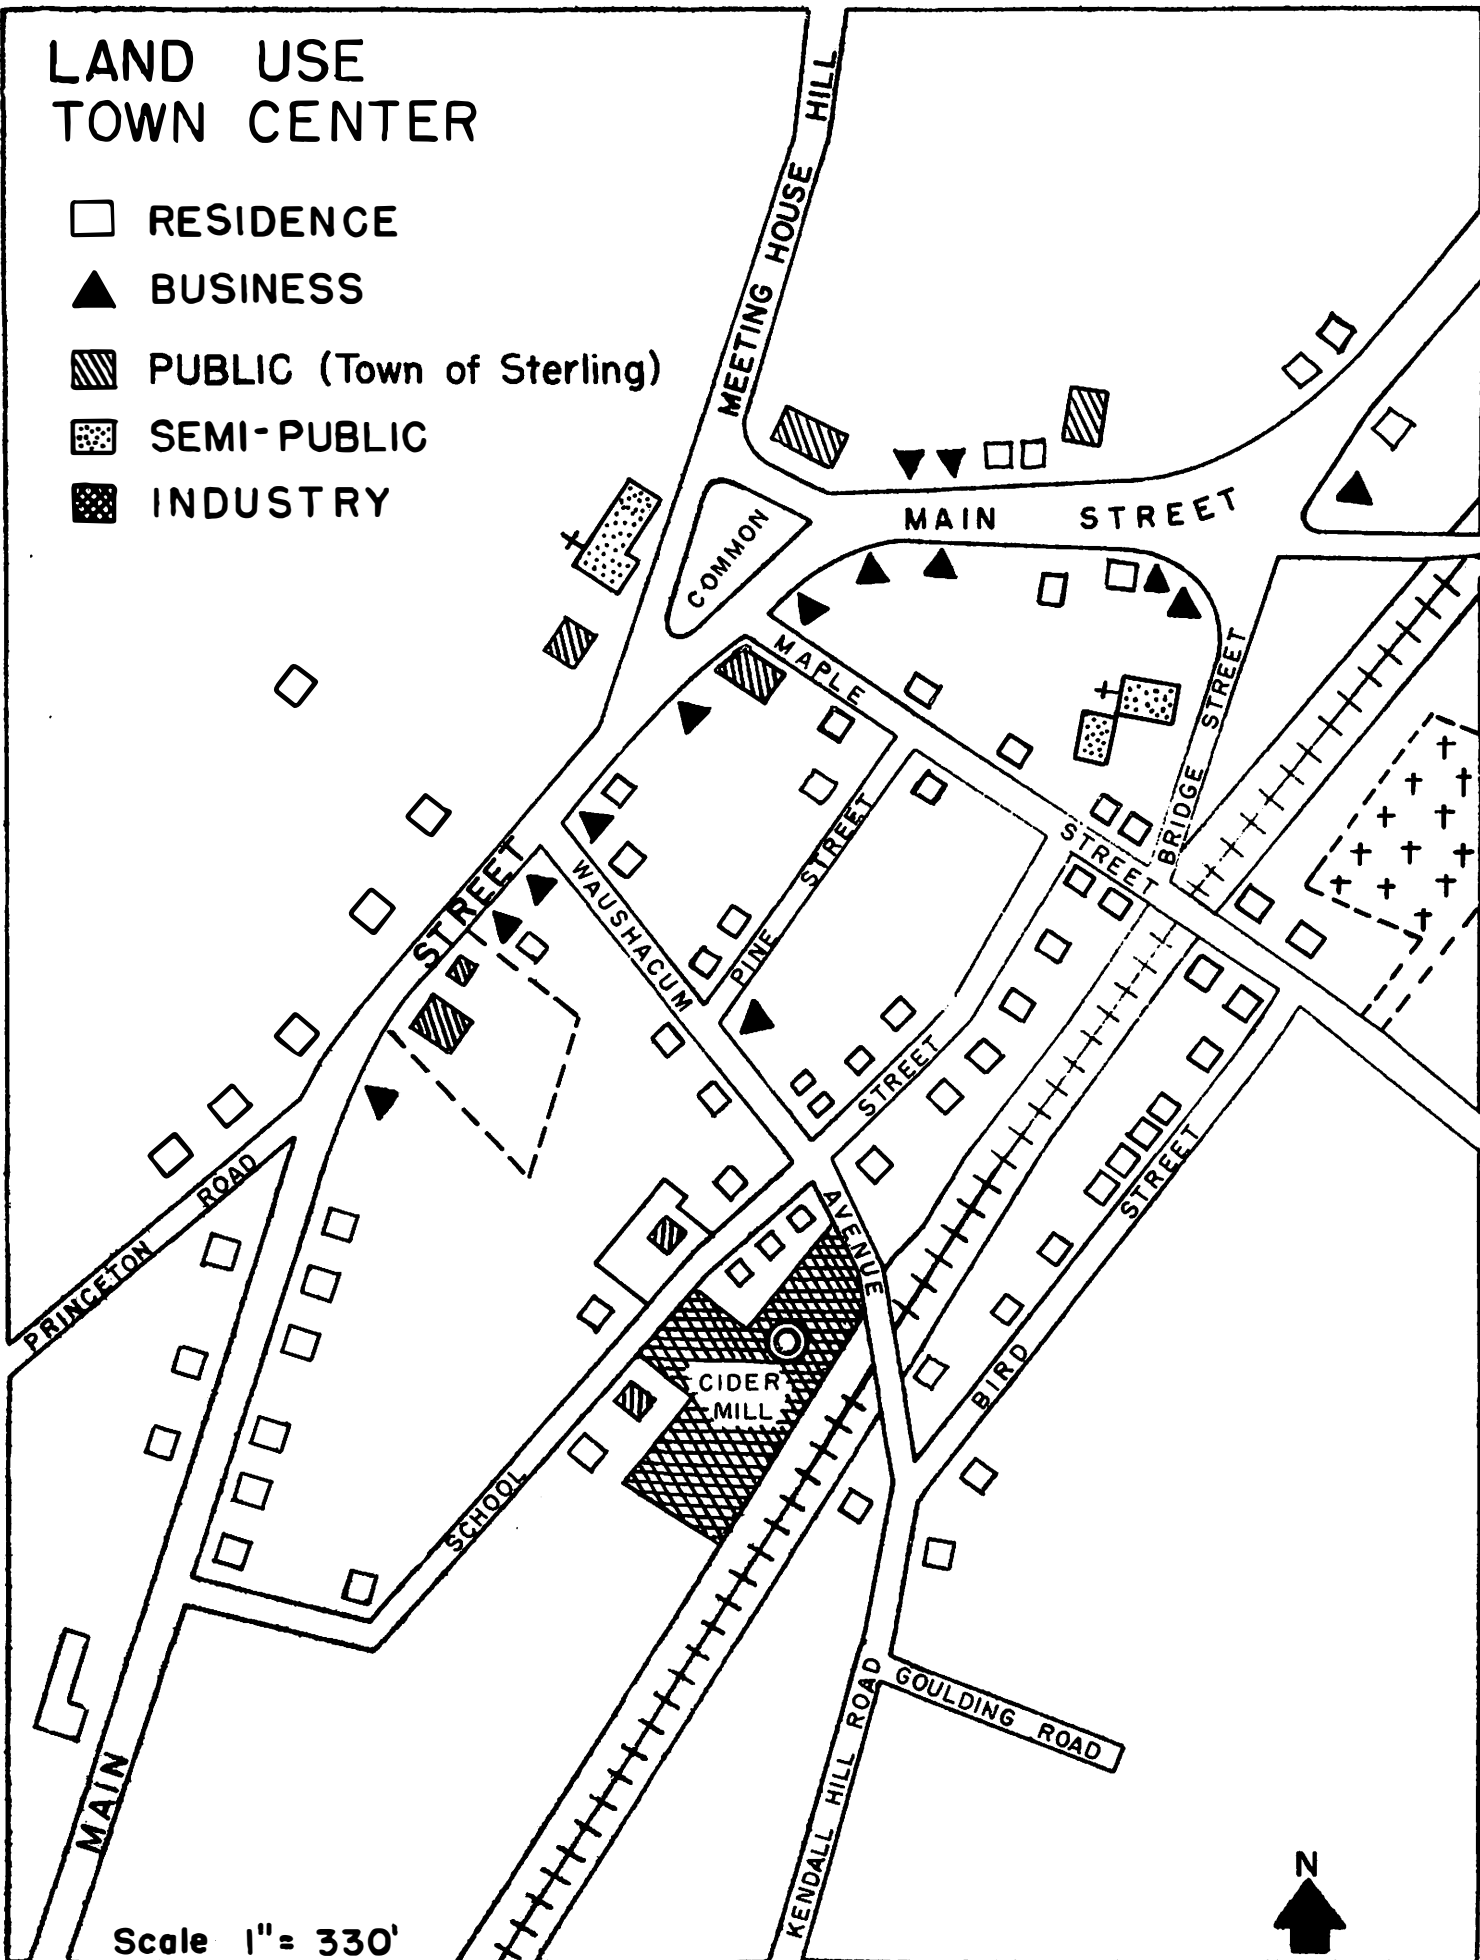 LAND USE
TOWN CENTER
RESIDENCE
BUSINESS
PUBLIC (Town of Sterling)
SEMI-PUBLIC
INDUSTRY
MEETING HOUSE HILL
COMMON
MAIN STREET
MAPLE STREET
BRIDGE STREET
STREET
WAUSHACUM
PINE STREET
STREET
AVENUE
STREET
BIRD
PRINCETON ROAD
CIDER
MILL
SCHOOL
MAIN
GOULDING ROAD
KENDALL HILL ROAD
N
Scale 1"= 330'